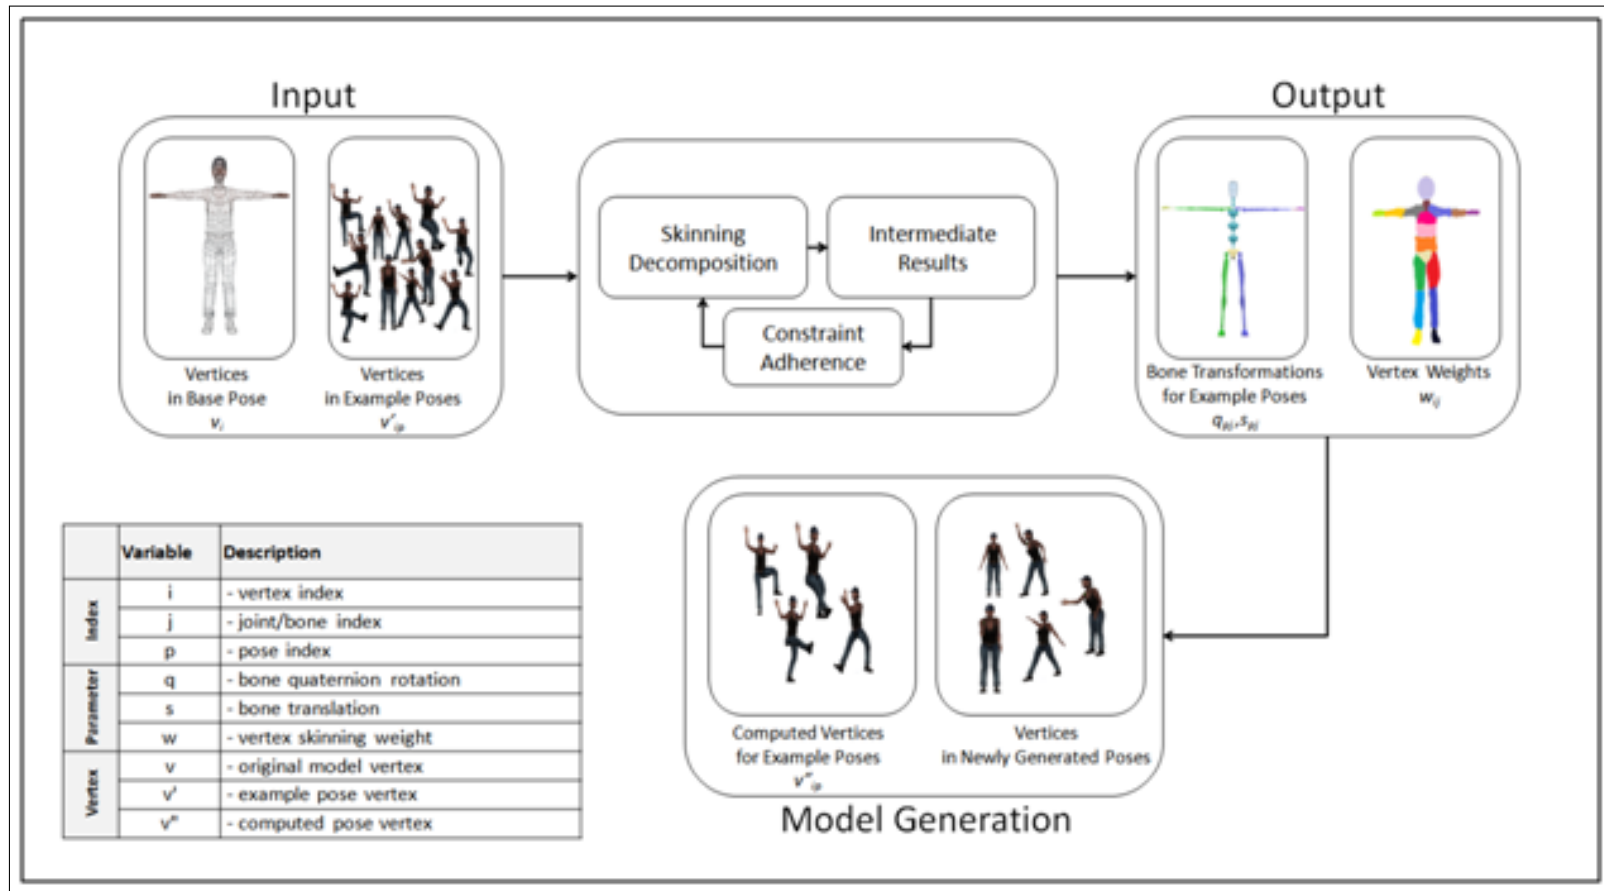 Input
Vertices
in Base Pose
vᵢ
Vertices
in Example Poses
v'ᵢₚ
Skinning
Decomposition
Intermediate
Results
Constraint
Adherence
Output
Bone Transformations
for Example Poses
Vertex Weights
wᵢⱼ
Variable Description
Index
i - vertex index
j - joint/bone index
p - pose index
Parameter
q - bone quaternion rotation
s - bone translation
w - vertex skinning weight
Vertex
v - original model vertex
v' - example pose vertex
v" - computed pose vertex
Computed Vertices
for Example Poses
v"ᵢₚ
Vertices
in Newly Generated Poses
Model Generation